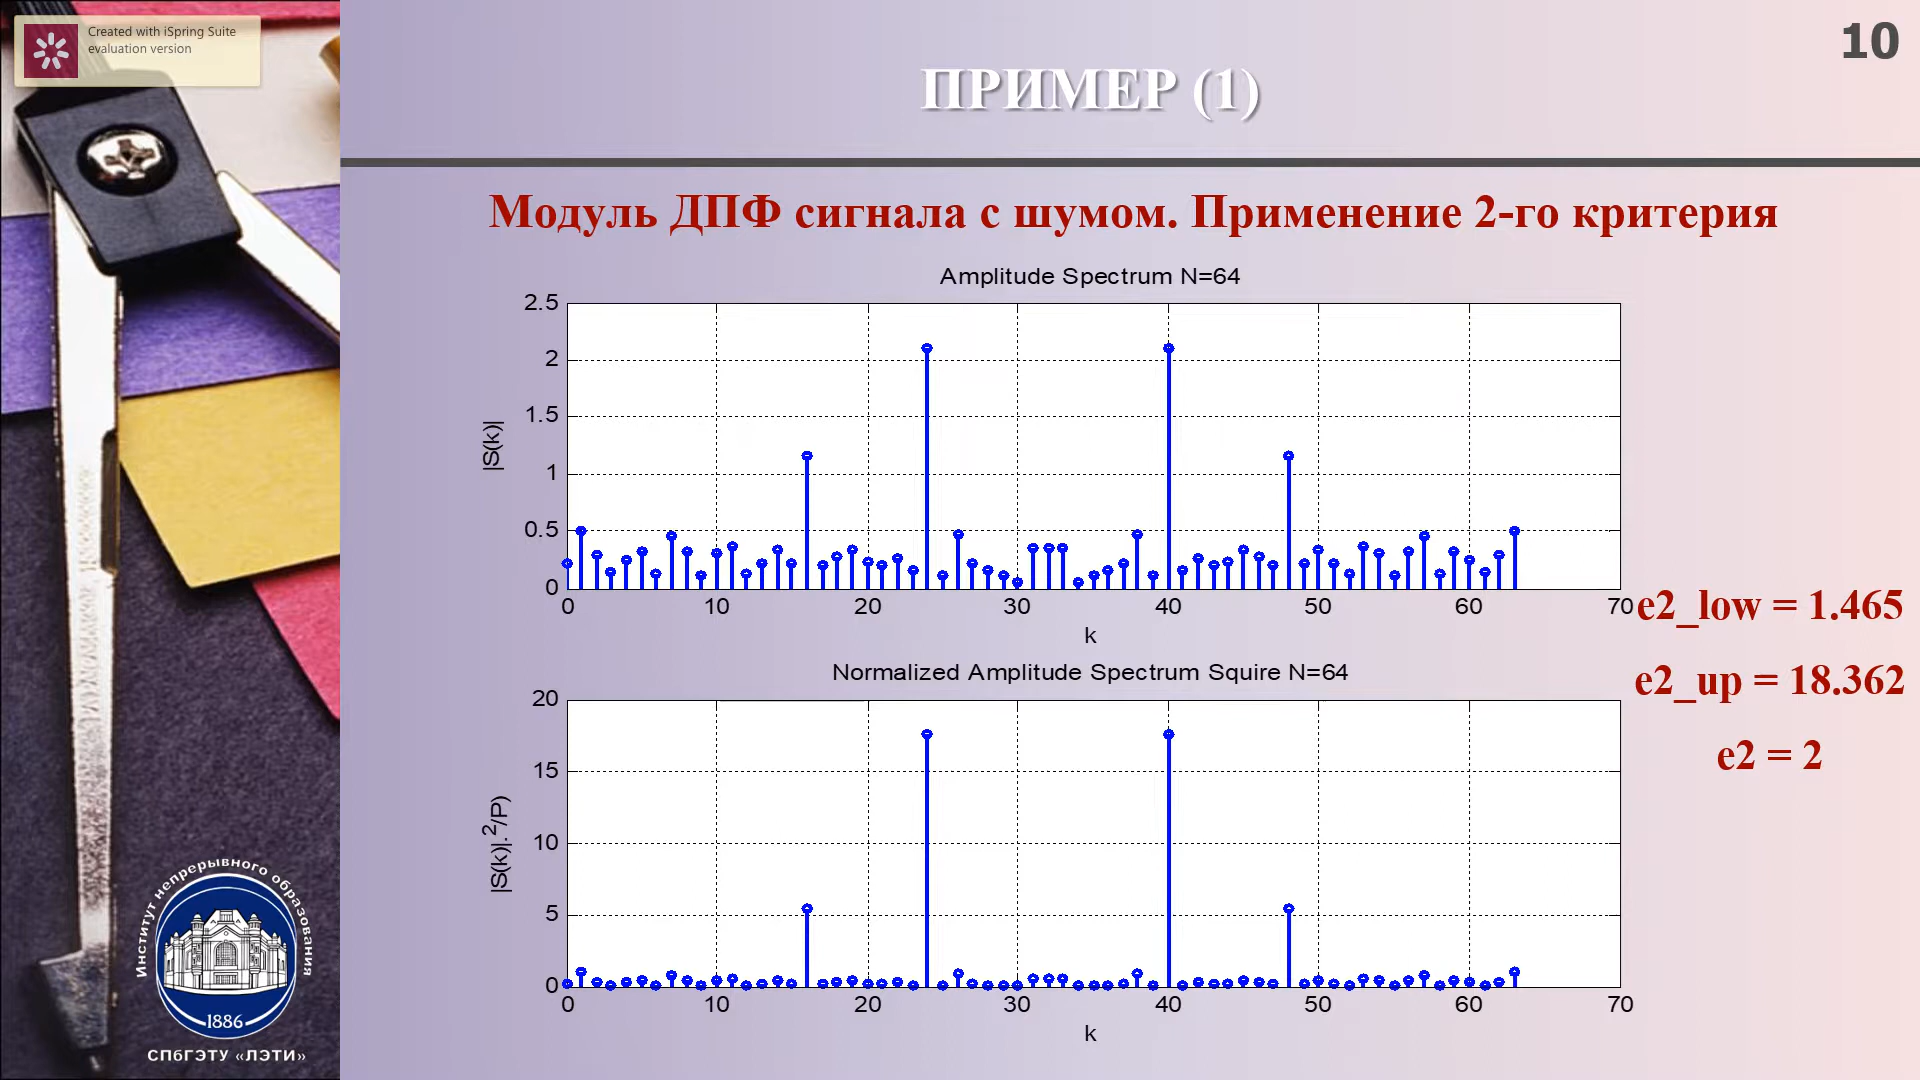 Created with iSpring Suite
evaluation version
10
ПРИМЕР (1)
Модуль ДПФ сигнала с шумом. Применение 2-го критерия
Amplitude Spectrum N=64
2.5
2
1.5
1
0.5
0
|S(k)|
0 10 20 30 40 50 60 70
k
e2_low = 1.465
e2_up = 18.362
e2 = 2
Normalized Amplitude Spectrum Squire N=64
20
15
10
5
0
|S(k)|.²/P)
0 10 20 30 40 50 60 70
k
Институт непрерывного образования
1886
СПбГЭТУ «ЛЭТИ»